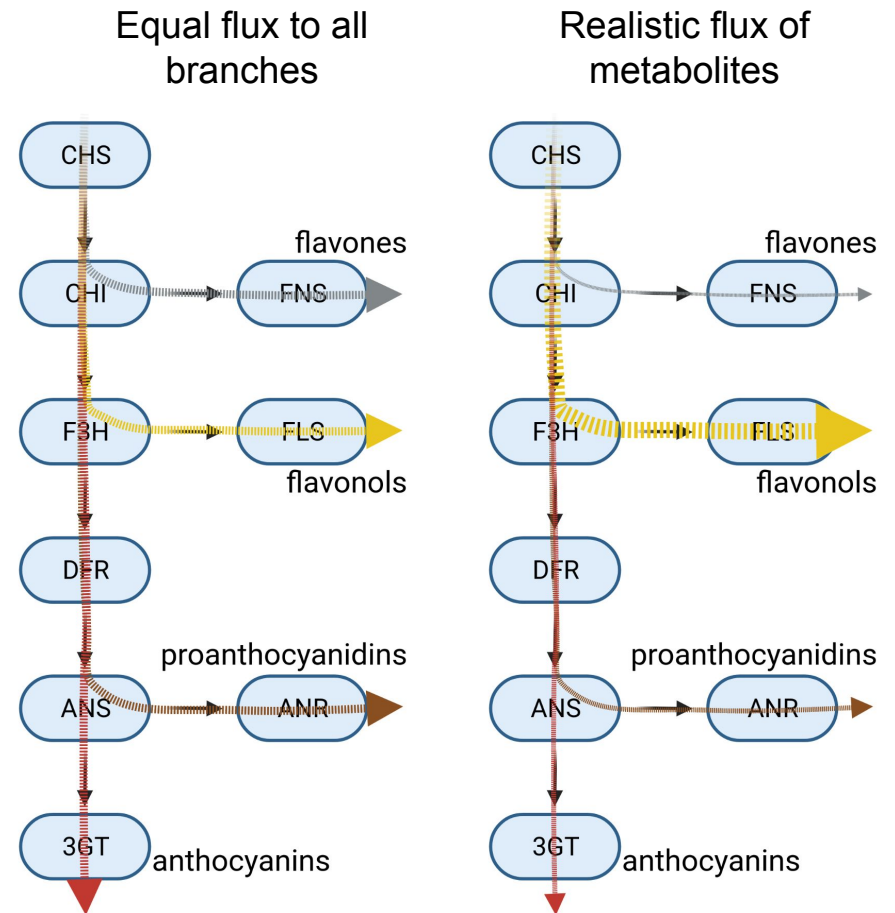 Equal flux to all
branches
CHS
flavones
CHI
FNS
F3H
FLS
flavonols
DFR
proanthocyanidins
ANS
ANR
3GT
anthocyanins
Realistic flux of
metabolites
CHS
flavones
CHI
FNS
F3H
FLS
flavonols
DFR
proanthocyanidins
ANS
ANR
3GT
anthocyanins